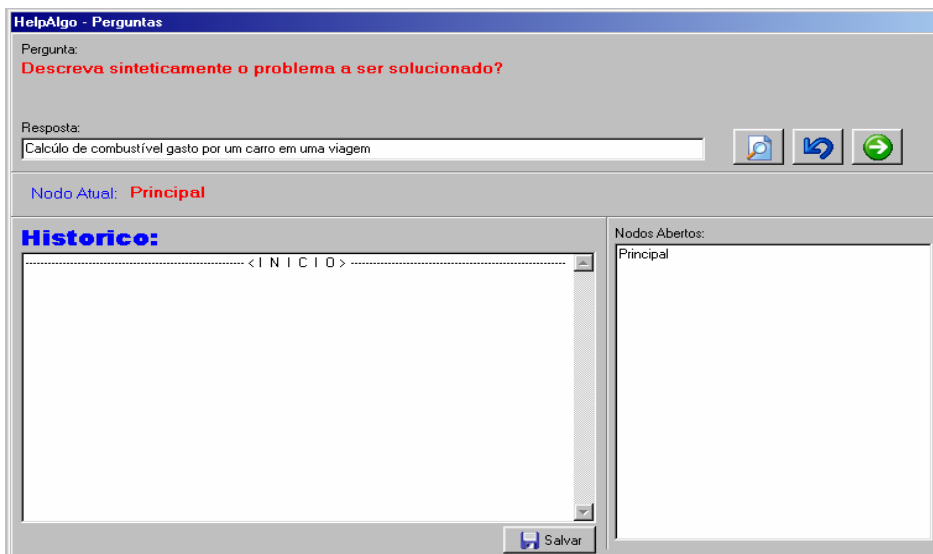 HelpAlgo - Perguntas
Pergunta:
Descreva sinteticamente o problema a ser solucionado?
Resposta:
Calcúlo de combustível gasto por um carro em uma viagem
Nodo Atual: Principal
Historico:
Nodos Abertos:
---------------------------------------- < I N I C I O > ----------------------------------------
Principal
Salvar